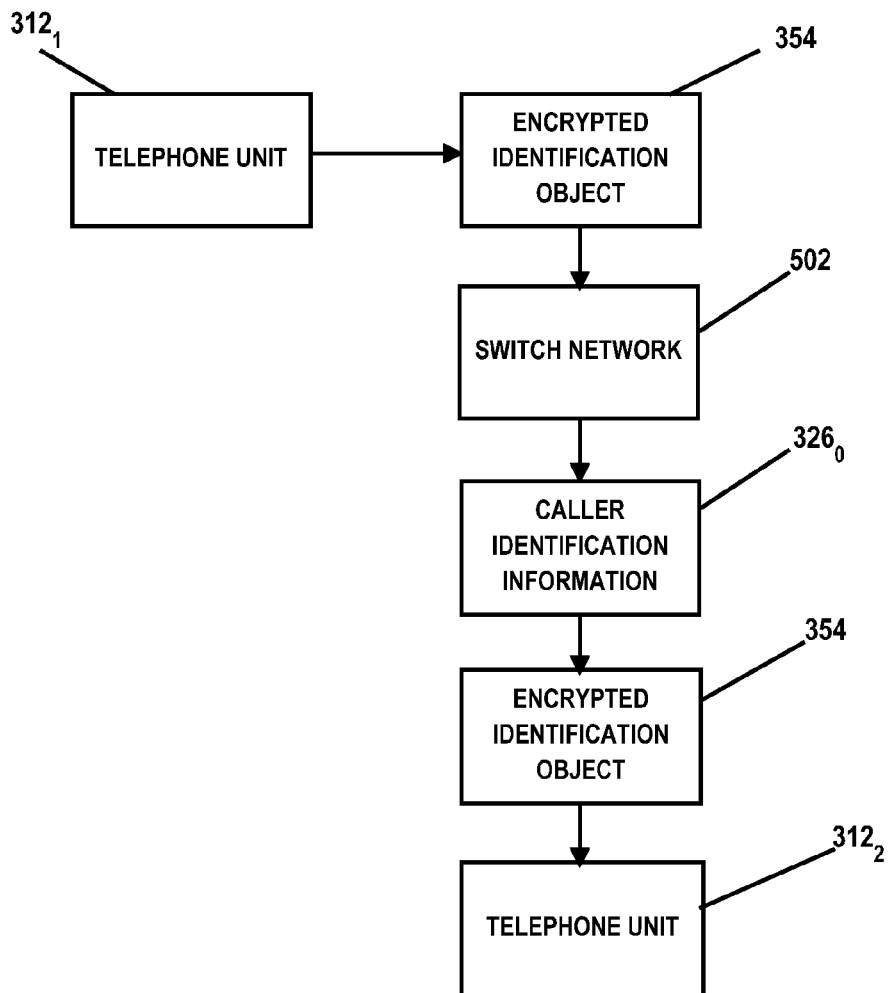 312₁
354
TELEPHONE UNIT
ENCRYPTED
IDENTIFICATION
OBJECT
502
SWITCH NETWORK
326₀
CALLER
IDENTIFICATION
INFORMATION
354
ENCRYPTED
IDENTIFICATION
OBJECT
312₂
TELEPHONE UNIT